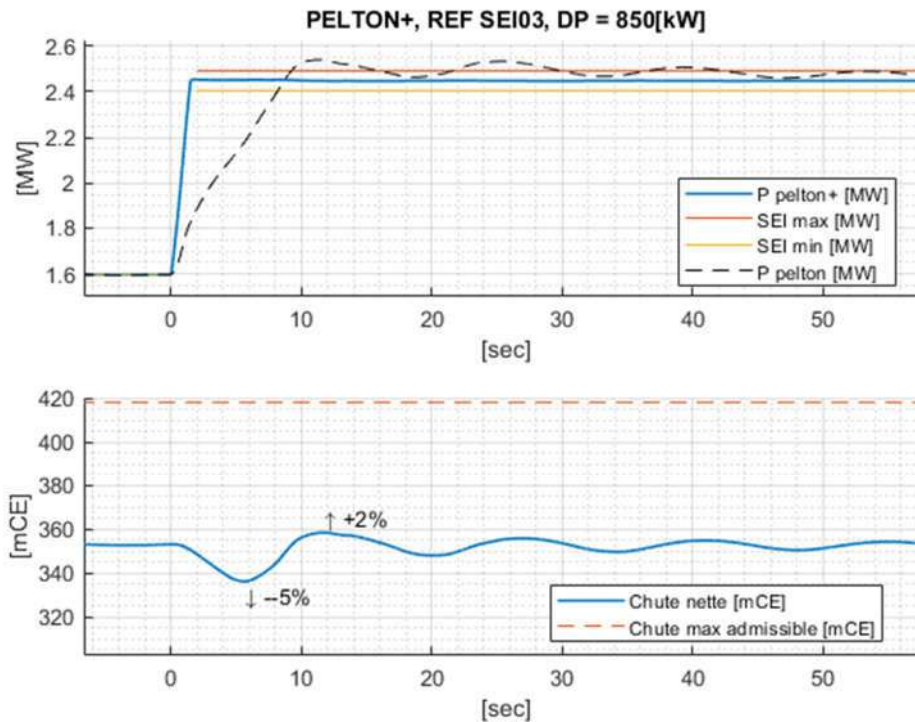 PELTON+, REF SEI03, DP = 850[kW]
2.6
2.4
2.2
2
1.8
1.6
[MW]
P pelton+ [MW]
SEI max [MW]
SEI min [MW]
P pelton [MW]
0 10 20 30 40 50
[sec]
420
400
380
360
340
320
[mCE]
↑ +2%
↓ --5%
Chute nette [mCE]
Chute max admissible [mCE]
0 10 20 30 40 50
[sec]